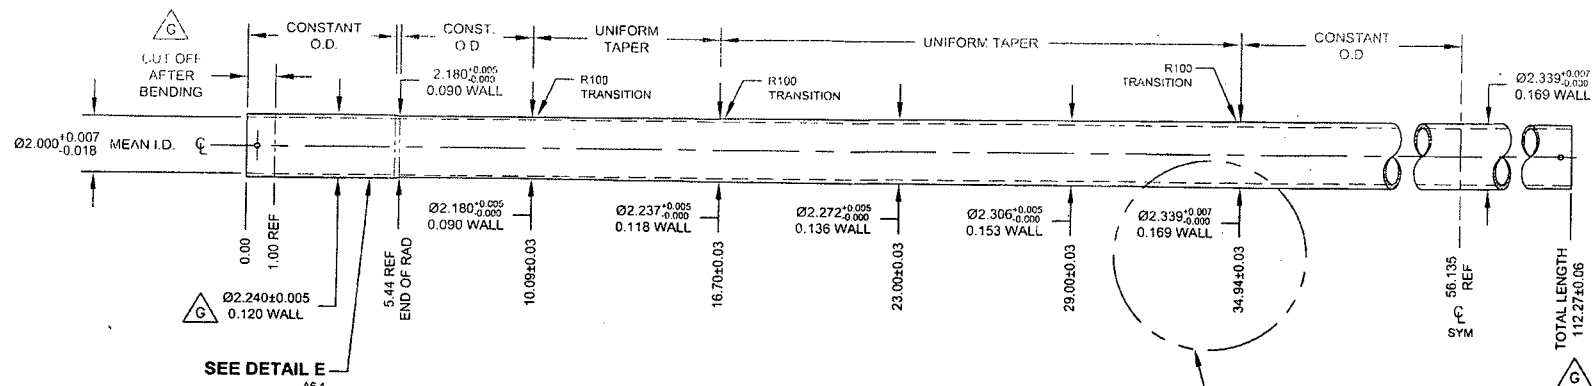 G
CUT OFF
AFTER
BENDING
CONSTANT
O.D.
CONST.
O.D
UNIFORM
TAPER
UNIFORM TAPER
CONSTANT
O.D
2.180+0.005 -0.000
0.090 WALL
R100
TRANSITION
R100
TRANSITION
R100
TRANSITION
Ø2.339+0.007 -0.000
0.169 WALL
Ø2.000+0.007 -0.018 MEAN I.D. ℄
0.00
1.00 REF
G
Ø2.240±0.005
0.120 WALL
5.44 REF
END OF RAD
Ø2.180+0.005 -0.000
0.090 WALL
10.09±0.03
Ø2.237+0.005 -0.000
0.118 WALL
16.70±0.03
Ø2.272+0.005 -0.000
0.136 WALL
23.00±0.03
Ø2.306+0.005 -0.000
0.153 WALL
29.00±0.03
Ø2.339+0.007 -0.000
0.169 WALL
34.94±0.03
56.135
REF
℄
SYM
TOTAL LENGTH
112.27±0.06
G
SEE DETAIL E